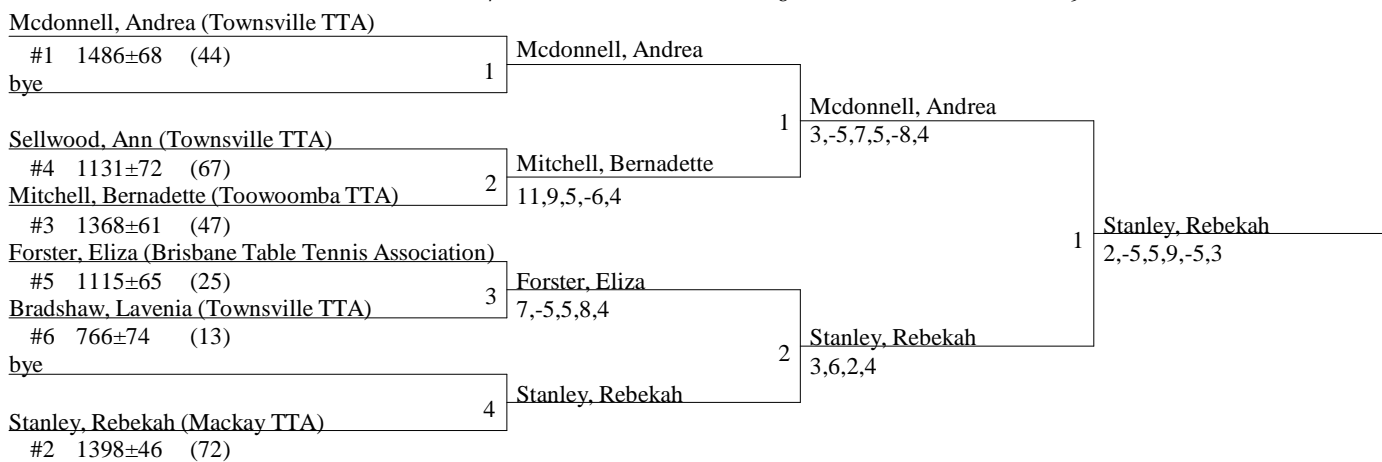 Mcdonnell, Andrea (Townsville TTA)
#1 1486±68 (44)
bye
1
Mcdonnell, Andrea
Sellwood, Ann (Townsville TTA)
#4 1131±72 (67)
Mitchell, Bernadette (Toowoomba TTA)
#3 1368±61 (47)
2
Mitchell, Bernadette
11,9,5,-6,4
1
Mcdonnell, Andrea
3,-5,7,5,-8,4
Forster, Eliza (Brisbane Table Tennis Association)
#5 1115±65 (25)
Bradshaw, Lavenia (Townsville TTA)
#6 766±74 (13)
3
Forster, Eliza
7,-5,5,8,4
bye
Stanley, Rebekah (Mackay TTA)
#2 1398±46 (72)
4
Stanley, Rebekah
2
Stanley, Rebekah
3,6,2,4
1
Stanley, Rebekah
2,-5,5,9,-5,3